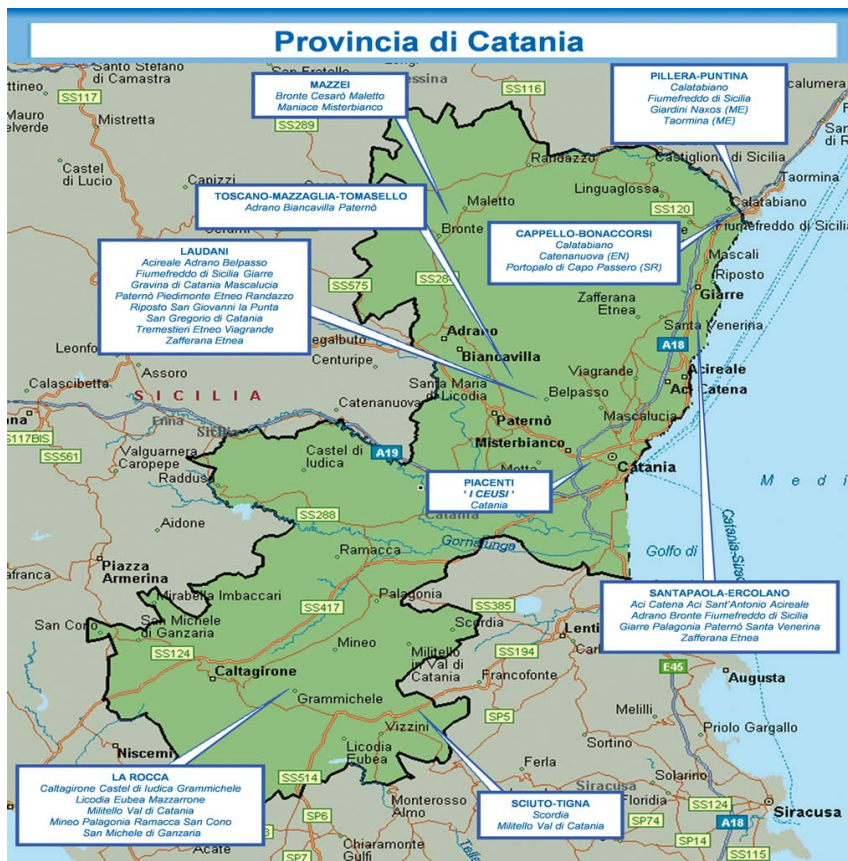 Provincia di Catania
MAZZEI
Bronte Cesarò Maletto
Maniace Misterbianco
PILLERA-PUNTINA
Calatabiano
Fiumefreddo di Sicilia
Giardini Naxos (ME)
Taormina (ME)
TOSCANO-MAZZAGLIA-TOMASELLO
Adrano Biancavilla Paternò
CAPPELLO-BONACCORSI
Calatabiano
Catenanuova (EN)
Portopalo di Capo Passero (SR)
LAUDANI
Acireale Adrano Belpasso
Fiumefreddo di Sicilia Giarre
Gravina di Catania Mascalucia
Paternò Piedimonte Etneo Randazzo
Riposto San Giovanni la Punta
San Gregorio di Catania
Tremestieri Etneo Viagrande
Zafferana Etnea
PIACENTI
' I CEUSI '
Catania
SANTAPAOLA-ERCOLANO
Aci Catena Aci Sant'Antonio Acireale
Adrano Bronte Fiumefreddo di Sicilia
Giarre Palagonia Paternò Santa Venerina
Zafferana Etnea
LA ROCCA
Caltagirone Castel di Iudica Grammichele
Licodia Eubea Mazzarrone
Militello Val di Catania
Mineo Palagonia Ramacca San Cono
San Michele di Ganzaria
SCIUTO-TIGNA
Scordia
Militello Val di Catania
Santo Stefano
di Camastra
SS117
Mistretta
SS289
SS116
Castel
di Lucio
Capizzi
Randazzo
Castiglione di Sicilia
Taormina
Linguaglossa
SS120
Calatabiano
Fiumefreddo di Sicilia
Maletto
Bronte
Mascali
Riposto
Giarre
SS575
Zafferana
Etnea
Santa Venerina
A18
Adrano
Biancavilla
Centuripe
Assoro
Calascibetta
SICILIA
Catenanuova
Santa Maria
di Licodia
Viagrande
Belpasso
Acireale
Aci Catena
Mascalucia
Paternò
Misterbianco
Catania
Enna
Sicilia
SS117BIS
SS561
Valguarnera
Caropepe
Castel di
Iudica
A19
Raddusa
SS288
Catania
Aidone
Gornalunga
Golfo di
Piazza
Armerina
Ramacca
Mirabella Imbaccari
SS417
Palagonia
SS385
San Cono
San Michele
di Ganzaria
Scordia
SS124
Mineo
Militello
in Val di
Catania
SS194
Francofonte
E45
Augusta
Caltagirone
Grammichele
SP5
Melilli
Vizzini
Priolo Gargallo
Niscemi
Licodia
Eubea
Sortino
Ferla
SS514
Siracusa
Solarino
Floridia
SS124
Siracusa
SP6
Monterosso
Almo
SP74
A18
SP14
SS115
Acate
SP7
Chiaramonte
Gulfi